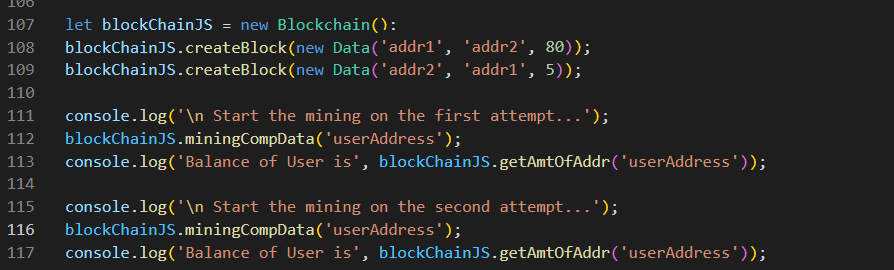 106
107 let blockChainJS = new Blockchain():
108 blockChainJS.createBlock(new Data('addr1', 'addr2', 80));
109 blockChainJS.createBlock(new Data('addr2', 'addr1', 5));
110
111 console.log('\n Start the mining on the first attempt...');
112 blockChainJS.miningCompData('userAddress');
113 console.log('Balance of User is', blockChainJS.getAmtOfAddr('userAddress'));
114
115 console.log('\n Start the mining on the second attempt...');
116 blockChainJS.miningCompData('userAddress');
117 console.log('Balance of User is', blockChainJS.getAmtOfAddr('userAddress'));